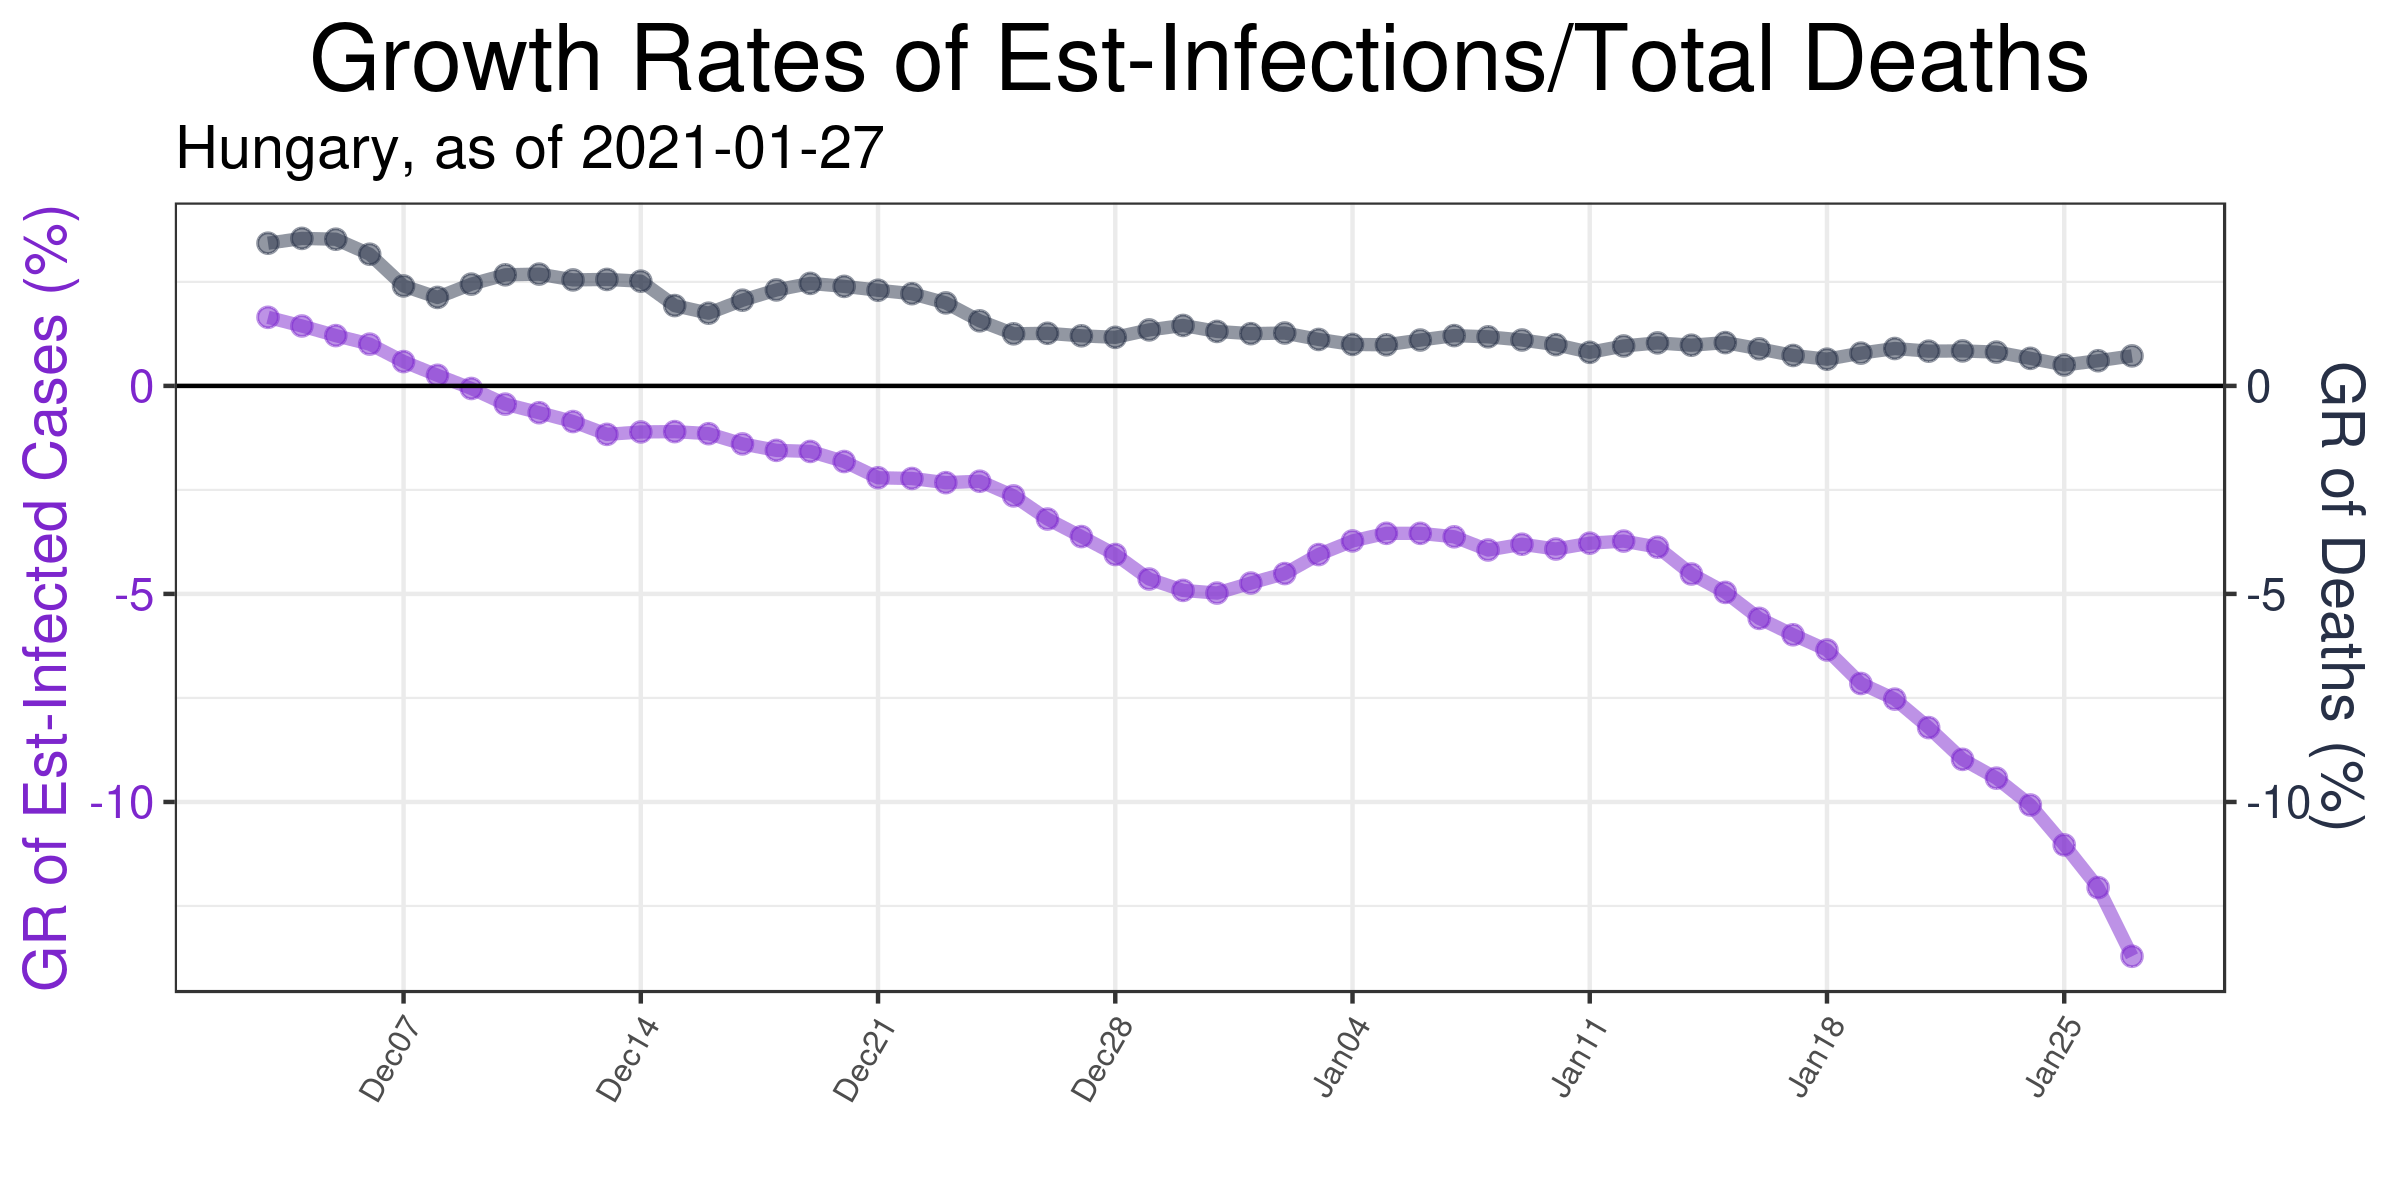 Growth Rates of Est-Infections/Total Deaths
Hungary, as of 2021-01-27
GR of Est-Infected Cases (%)
0
-5
-10
0
-5
-10
GR of Deaths (%)
Dec07
Dec14
Dec21
Dec28
Jan04
Jan11
Jan18
Jan25